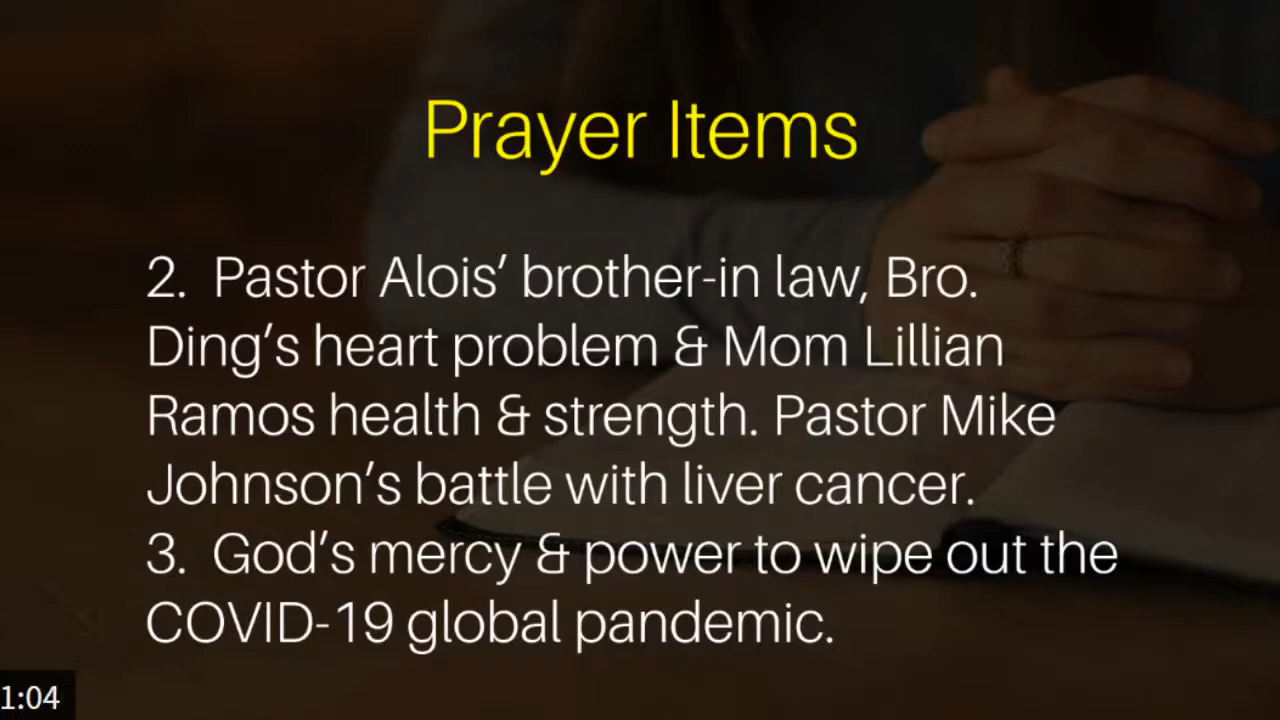 Prayer Items
2. Pastor Alois’ brother-in law, Bro.
Ding’s heart problem & Mom Lillian
Ramos health & strength. Pastor Mike
Johnson’s battle with liver cancer.
3. God’s mercy & power to wipe out the
COVID-19 global pandemic.
1:04